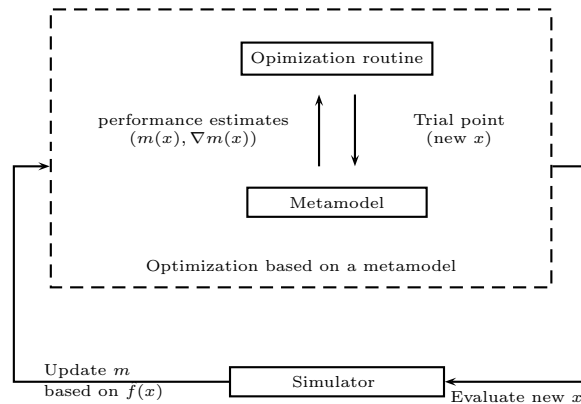 Opimization routine
performance estimates
(m(x), ∇m(x))
Trial point
(new x)
Metamodel
Optimization based on a metamodel
Update m
based on f(x)
Simulator
Evaluate new x